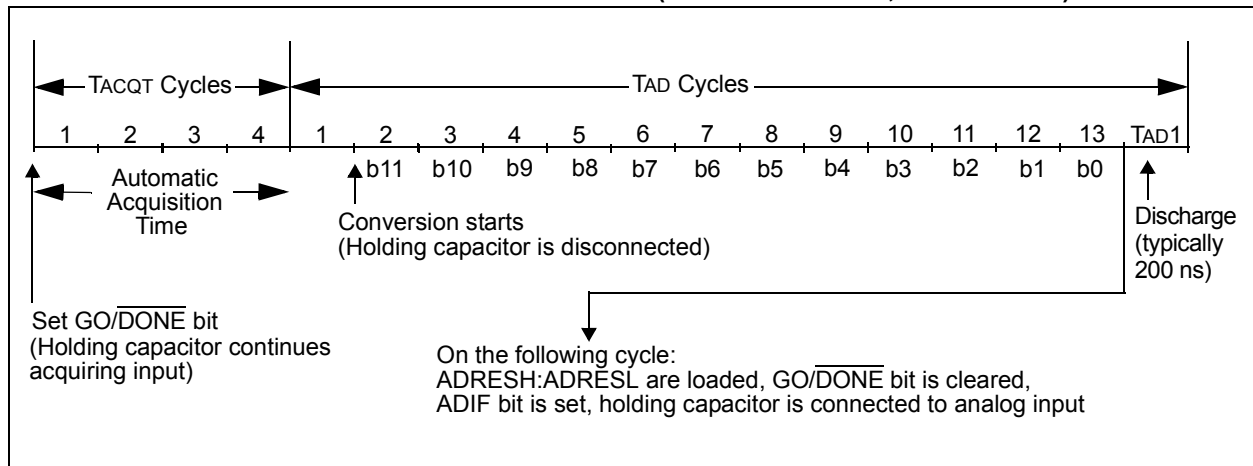 TACQT Cycles
TAD Cycles
1 2 3 4 1 2 3 4 5 6 7 8 9 10 11 12 13 TAD1
b11 b10 b9 b8 b7 b6 b5 b4 b3 b2 b1 b0
Automatic
Acquisition
Time
Conversion starts
(Holding capacitor is disconnected)
Discharge
(typically
200 ns)
Set GO/DONE bit
(Holding capacitor continues
acquiring input)
On the following cycle:
ADRESH:ADRESL are loaded, GO/DONE bit is cleared,
ADIF bit is set, holding capacitor is connected to analog input